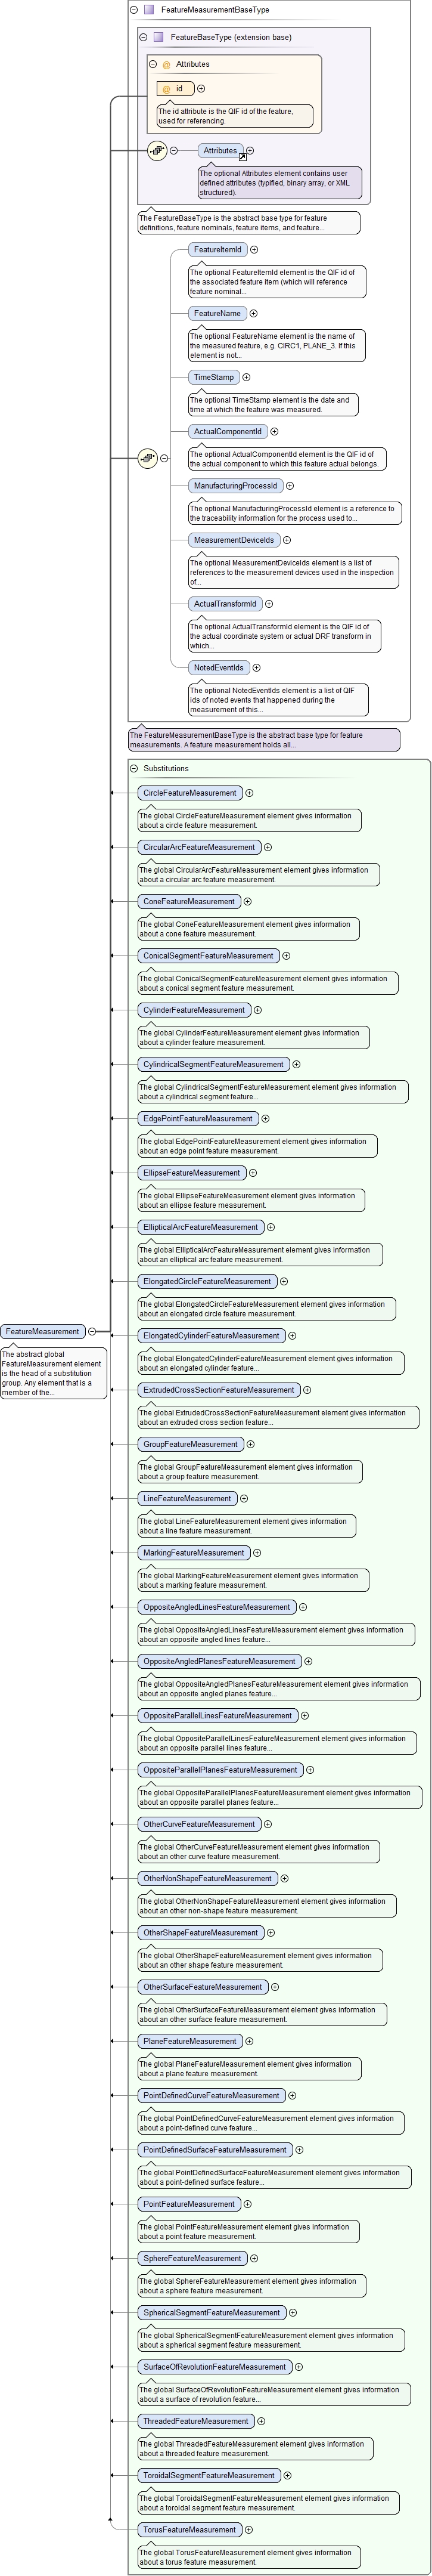 FeatureMeasurementBaseType
FeatureBaseType (extension base)
@ Attributes
@ id
The id attribute is the QIF id of the feature,
used for referencing.
Attributes
The optional Attributes element contains user
defined attributes (typified, binary array, or XML
structured).
The FeatureBaseType is the abstract base type for feature
definitions, feature nominals, feature items, and feature...
FeatureItemId
The optional FeatureItemId element is the QIF id of
the associated feature item (which will reference
feature nominal...
FeatureName
The optional FeatureName element is the name of
the measured feature, e.g. CIRC1, PLANE_3. If this
element is not...
TimeStamp
The optional TimeStamp element is the date and
time at which the feature was measured.
ActualComponentId
The optional ActualComponentId element is the QIF id of
the actual component to which this feature actual belongs.
ManufacturingProcessId
The optional ManufacturingProcessId element is a reference to
the traceability information for the process used to...
MeasurementDeviceIds
The optional MeasurementDeviceIds element is a list of
references to the measurement devices used in the inspection
of...
ActualTransformId
The optional ActualTransformId element is the QIF id of
the actual coordinate system or actual DRF transform in
which...
NotedEventIds
The optional NotedEventIds element is a list of QIF
ids of noted events that happened during the
measurement of this...
The FeatureMeasurementBaseType is the abstract base type for feature
measurements. A feature measurement holds all...
Substitutions
CircleFeatureMeasurement
The global CircleFeatureMeasurement element gives information
about a circle feature measurement.
CircularArcFeatureMeasurement
The global CircularArcFeatureMeasurement element gives information
about a circular arc feature measurement.
ConeFeatureMeasurement
The global ConeFeatureMeasurement element gives information
about a cone feature measurement.
ConicalSegmentFeatureMeasurement
The global ConicalSegmentFeatureMeasurement element gives information
about a conical segment feature measurement.
CylinderFeatureMeasurement
The global CylinderFeatureMeasurement element gives information
about a cylinder feature measurement.
CylindricalSegmentFeatureMeasurement
The global CylindricalSegmentFeatureMeasurement element gives information
about a cylindrical segment feature...
EdgePointFeatureMeasurement
The global EdgePointFeatureMeasurement element gives information about
an edge point feature measurement.
EllipseFeatureMeasurement
The global EllipseFeatureMeasurement element gives information
about an ellipse feature measurement.
EllipticalArcFeatureMeasurement
The global EllipticalArcFeatureMeasurement element gives information
about an elliptical arc feature measurement.
ElongatedCircleFeatureMeasurement
The global ElongatedCircleFeatureMeasurement element gives information
about an elongated circle feature measurement.
FeatureMeasurement
The abstract global
FeatureMeasurement element
is the head of a substitution
group. Any element that is a
member of the...
ElongatedCylinderFeatureMeasurement
The global ElongatedCylinderFeatureMeasurement element gives information
about an elongated cylinder feature...
ExtrudedCrossSectionFeatureMeasurement
The global ExtrudedCrossSectionFeatureMeasurement element gives information
about an extruded cross section feature...
GroupFeatureMeasurement
The global GroupFeatureMeasurement element gives information
about a group feature measurement.
LineFeatureMeasurement
The global LineFeatureMeasurement element gives information
about a line feature measurement.
MarkingFeatureMeasurement
The global MarkingFeatureMeasurement element gives information
about a marking feature measurement.
OppositeAngledLinesFeatureMeasurement
The global OppositeAngledLinesFeatureMeasurement element gives information
about an opposite angled lines feature...
OppositeAngledPlanesFeatureMeasurement
The global OppositeAngledPlanesFeatureMeasurement element gives information
about an opposite angled planes feature...
OppositeParallelLinesFeatureMeasurement
The global OppositeParallelLinesFeatureMeasurement element gives information
about an opposite parallel lines feature...
OppositeParallelPlanesFeatureMeasurement
The global OppositeParallelPlanesFeatureMeasurement element gives information
about an opposite parallel planes feature...
OtherCurveFeatureMeasurement
The global OtherCurveFeatureMeasurement element gives information
about an other curve feature measurement.
OtherNonShapeFeatureMeasurement
The global OtherNonShapeFeatureMeasurement element gives information
about an other non-shape feature measurement.
OtherShapeFeatureMeasurement
The global OtherShapeFeatureMeasurement element gives information
about an other shape feature measurement.
OtherSurfaceFeatureMeasurement
The global OtherSurfaceFeatureMeasurement element gives information
about an other surface feature measurement.
PlaneFeatureMeasurement
The global PlaneFeatureMeasurement element gives information
about a plane feature measurement.
PointDefinedCurveFeatureMeasurement
The global PointDefinedCurveFeatureMeasurement element gives information
about a point-defined curve feature...
PointDefinedSurfaceFeatureMeasurement
The global PointDefinedSurfaceFeatureMeasurement element gives information
about a point-defined surface feature...
PointFeatureMeasurement
The global PointFeatureMeasurement element gives information
about a point feature measurement.
SphereFeatureMeasurement
The global SphereFeatureMeasurement element gives information
about a sphere feature measurement.
SphericalSegmentFeatureMeasurement
The global SphericalSegmentFeatureMeasurement element gives information
about a spherical segment feature measurement.
SurfaceOfRevolutionFeatureMeasurement
The global SurfaceOfRevolutionFeatureMeasurement element gives information
about a surface of revolution feature...
ThreadedFeatureMeasurement
The global ThreadedFeatureMeasurement element gives information
about a threaded feature measurement.
ToroidalSegmentFeatureMeasurement
The global ToroidalSegmentFeatureMeasurement element gives information
about a toroidal segment feature measurement.
TorusFeatureMeasurement
The global TorusFeatureMeasurement element gives information
about a torus feature measurement.